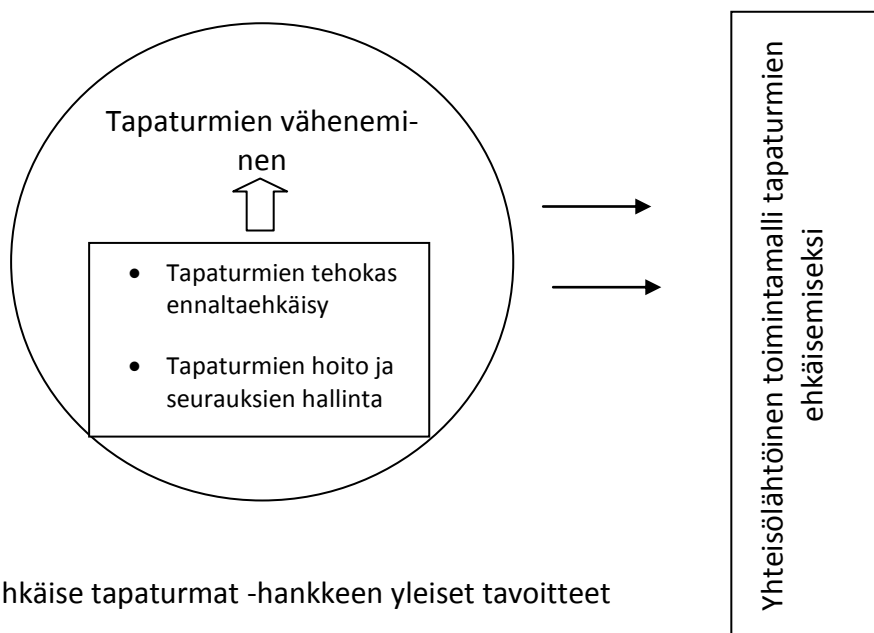 Tapaturmien vähenemi-
nen
• Tapaturmien tehokas
ennaltaehkäisy
• Tapaturmien hoito ja
seurauksien hallinta
Yhteisölähtöinen toimintamalli tapaturmien
ehkäisemiseksi
hkäise tapaturmat -hankkeen yleiset tavoitteet